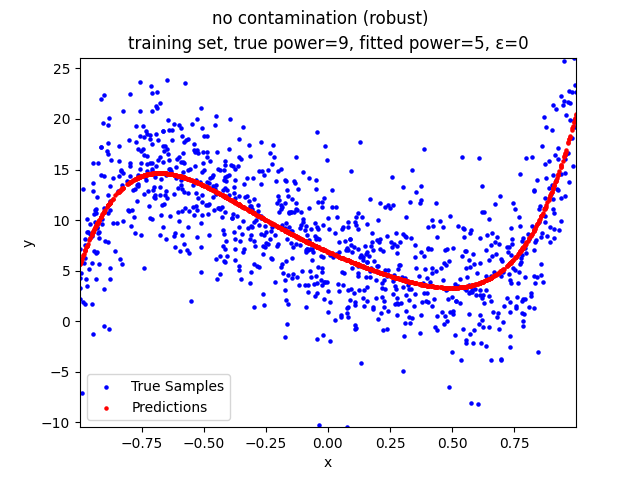 no contamination (robust)
training set, true power=9, fitted power=5, ε=0
25
20
15
10
5
0
−5
−10
y
True Samples
Predictions
−0.75 −0.50 −0.25 0.00 0.25 0.50 0.75
x